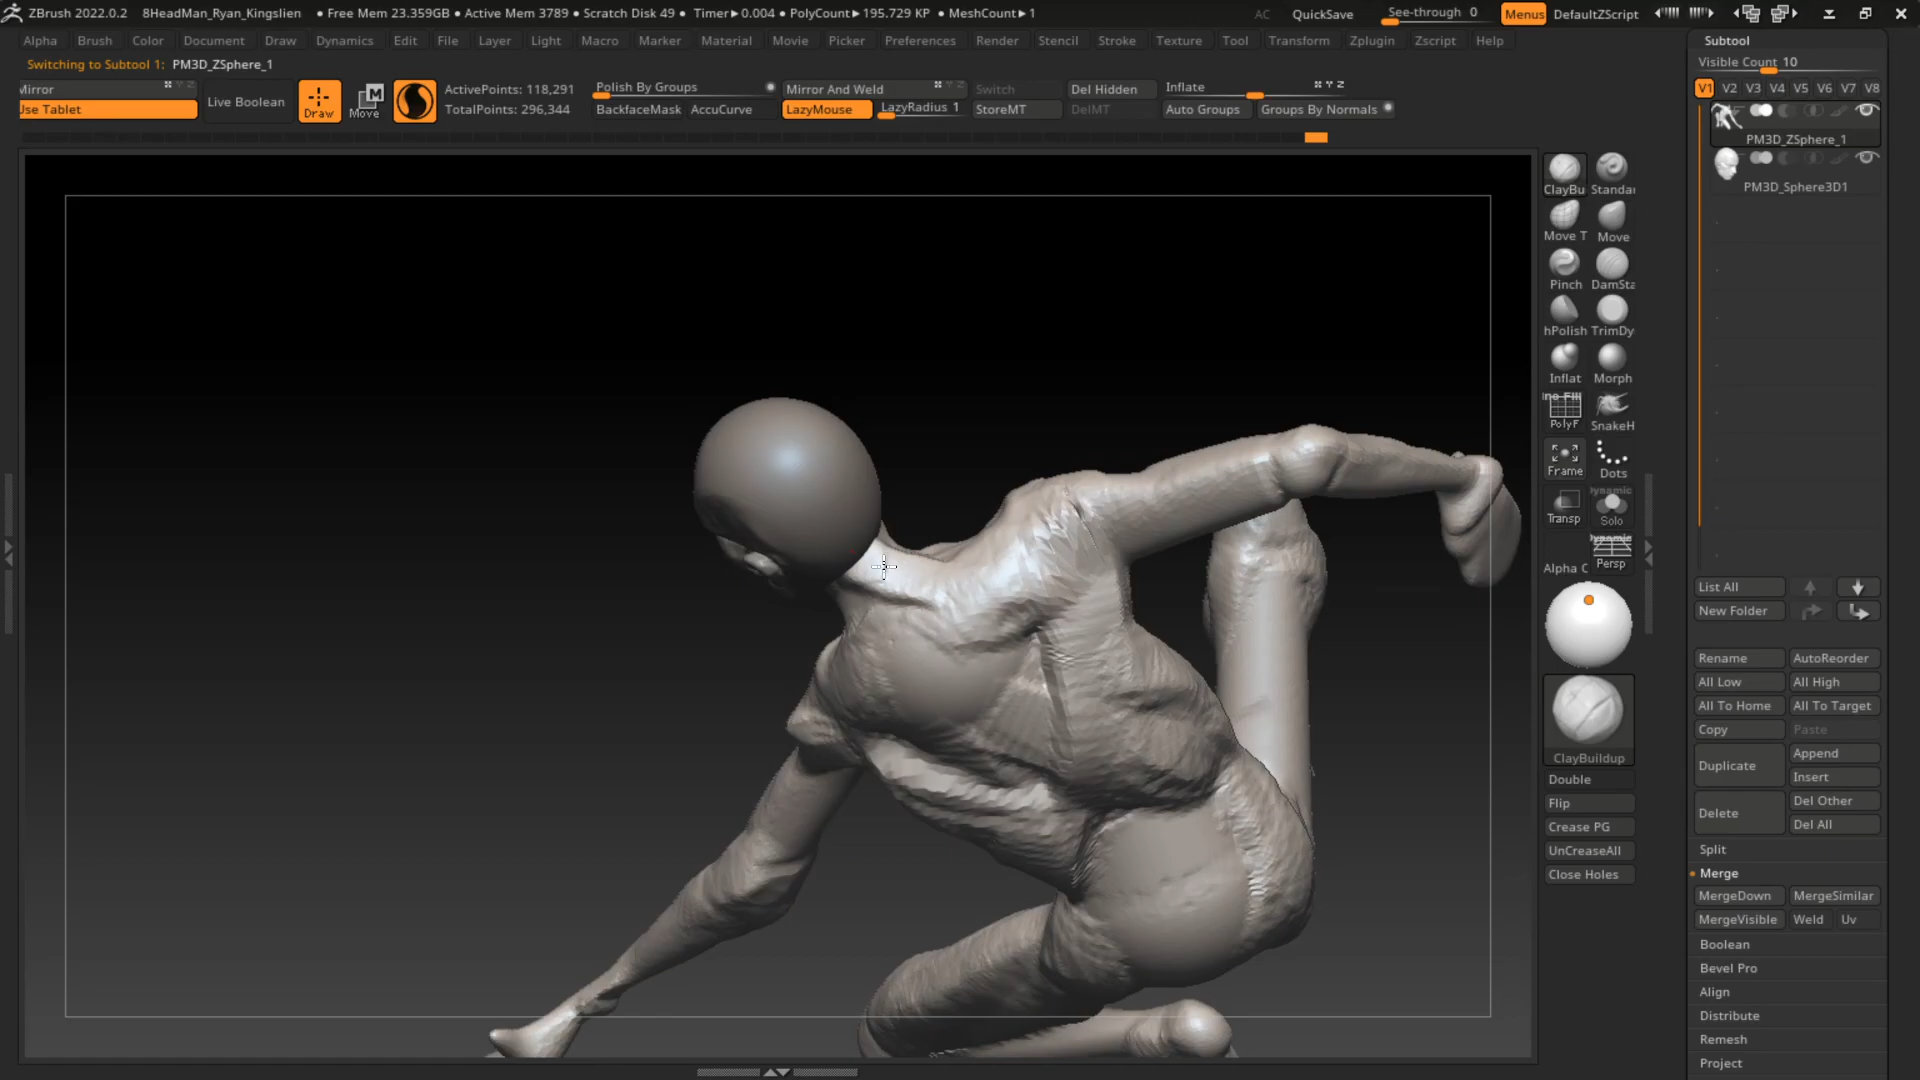 ZBrush 2022.0.2 8HeadMan_Ryan_Kingslien • Free Mem 23.359GB • Active Mem 3789 • Scratch Disk 49 • Timer▸0.004 • PolyCount▸195.729 KP • MeshCount▸1 AC QuickSave See-through 0 Menus DefaultZScript
Alpha Brush Color Document Draw Dynamics Edit File Layer Light Macro Marker Material Movie Picker Preferences Render Stencil Stroke Texture Tool Transform Zplugin Zscript Help
Switching to Subtool 1: PM3D_ZSphere_1
Mirror
Use Tablet
Live Boolean
Draw
Move
ActivePoints: 118,291
TotalPoints: 296,344
Polish By Groups
BackfaceMask AccuCurve
Mirror And Weld
LazyMouse LazyRadius 1
Switch
StoreMT
Del Hidden
DelMT
Inflate
Auto Groups Groups By Normals
ClayBu Standa
Move T Move
Pinch DamSta
hPolish TrimDy
Inflat Morph
PolyF SnakeH
Frame Dots
Transp Solo
Dynamic
Persp
Alpha
ClayBuildup
Double
Flip
Crease PG
UnCreaseAll
Close Holes
Subtool
Visible Count 10
V1 V2 V3 V4 V5 V6 V7 V8
PM3D_ZSphere_1
PM3D_Sphere3D1
List All
New Folder
Rename AutoReorder
All Low All High
All To Home All To Target
Copy Paste
Duplicate Append
Insert
Delete Del Other
Del All
Split
Merge
MergeDown MergeSimilar
MergeVisible Weld Uv
Boolean
Bevel Pro
Align
Distribute
Remesh
Project